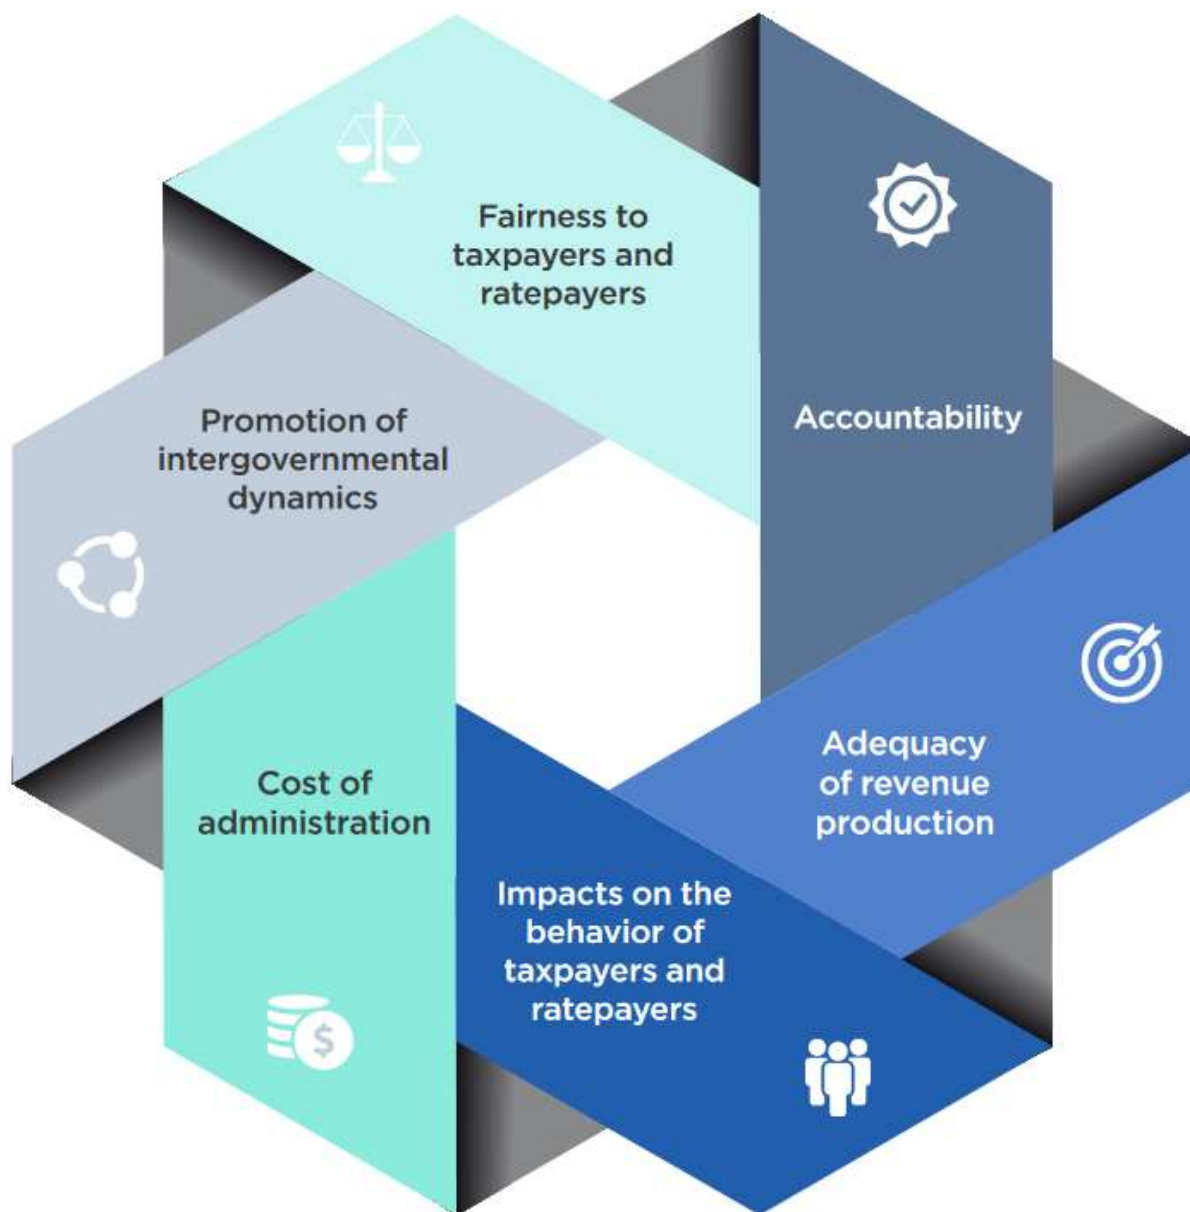 Fairness to
taxpayers and
ratepayers
Accountability
Promotion of
intergovernmental
dynamics
Adequacy
of revenue
production
Cost of
administration
Impacts on the
behavior of
taxpayers and
ratepayers
$